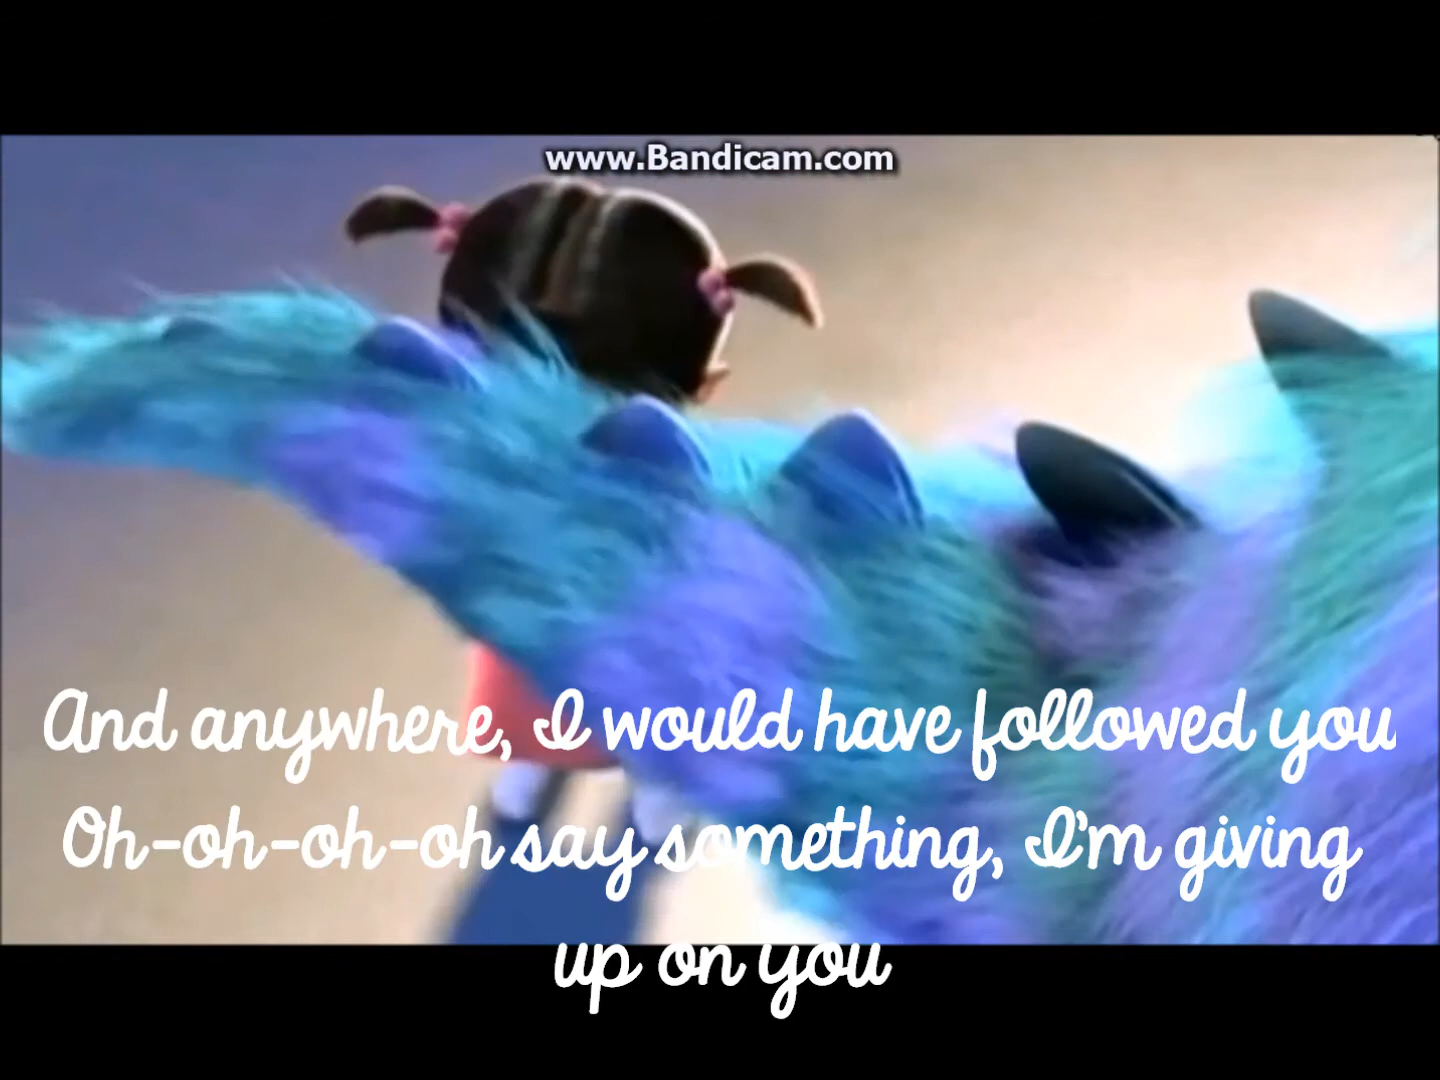 www.Bandicam.com
And anywhere, I would have followed you
Oh-oh-oh-oh say something, I'm giving
up on you